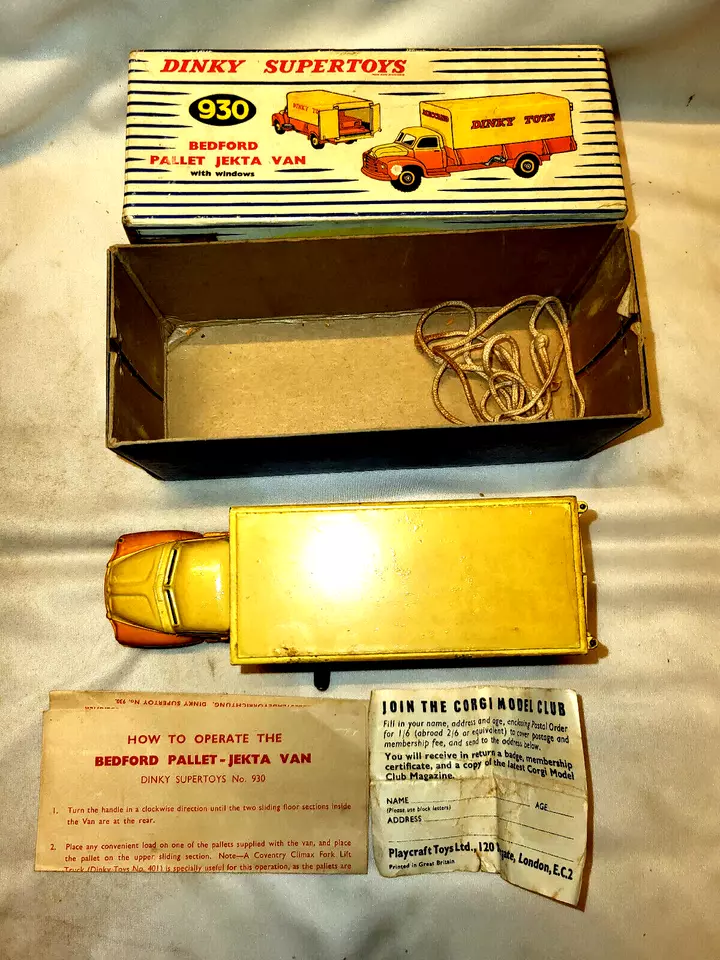 DINKY SUPERTOYS
930
BEDFORD
PALLET JEKTA VAN
with windows
DINKY TOYS
HOW TO OPERATE THE
BEDFORD PALLET-JEKTA VAN
DINKY SUPERTOYS No. 930
1. Turn the handle in a clockwise direction until the two sliding floor sections inside
the Van are at the rear.
2. Place any convenient load on one of the pallets supplied with the van, and place
the pallet on the upper sliding section. Note—A Coventry Climax Fork Lift
Truck (Dinky Toys No. 401) is specially useful for this operation, as the pallets are
JOIN THE CORGI MODEL CLUB
Fill in your name, address and age, enclosing Postal Order
for 1/6 (abroad 2/6 or equivalent) to cover postage and
membership fee, and send to the address below.
You will receive in return a badge, membership
certificate, and a copy of the latest Corgi Model
Club Magazine.
NAME AGE
(Please use block letters)
ADDRESS
Playcraft Toys Ltd., 120 London, E.C.2
Printed in Great Britain